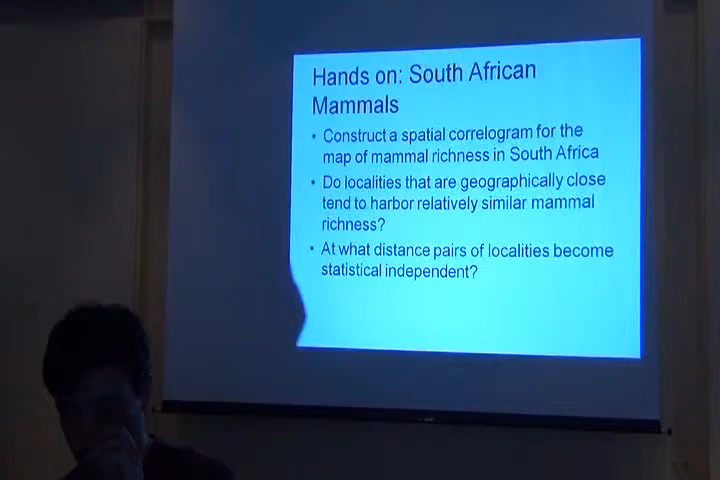 Hands on: South African
Mammals
• Construct a spatial correlogram for the
map of mammal richness in South Africa
• Do localities that are geographically close
tend to harbor relatively similar mammal
richness?
• At what distance pairs of localities become
statistical independent?